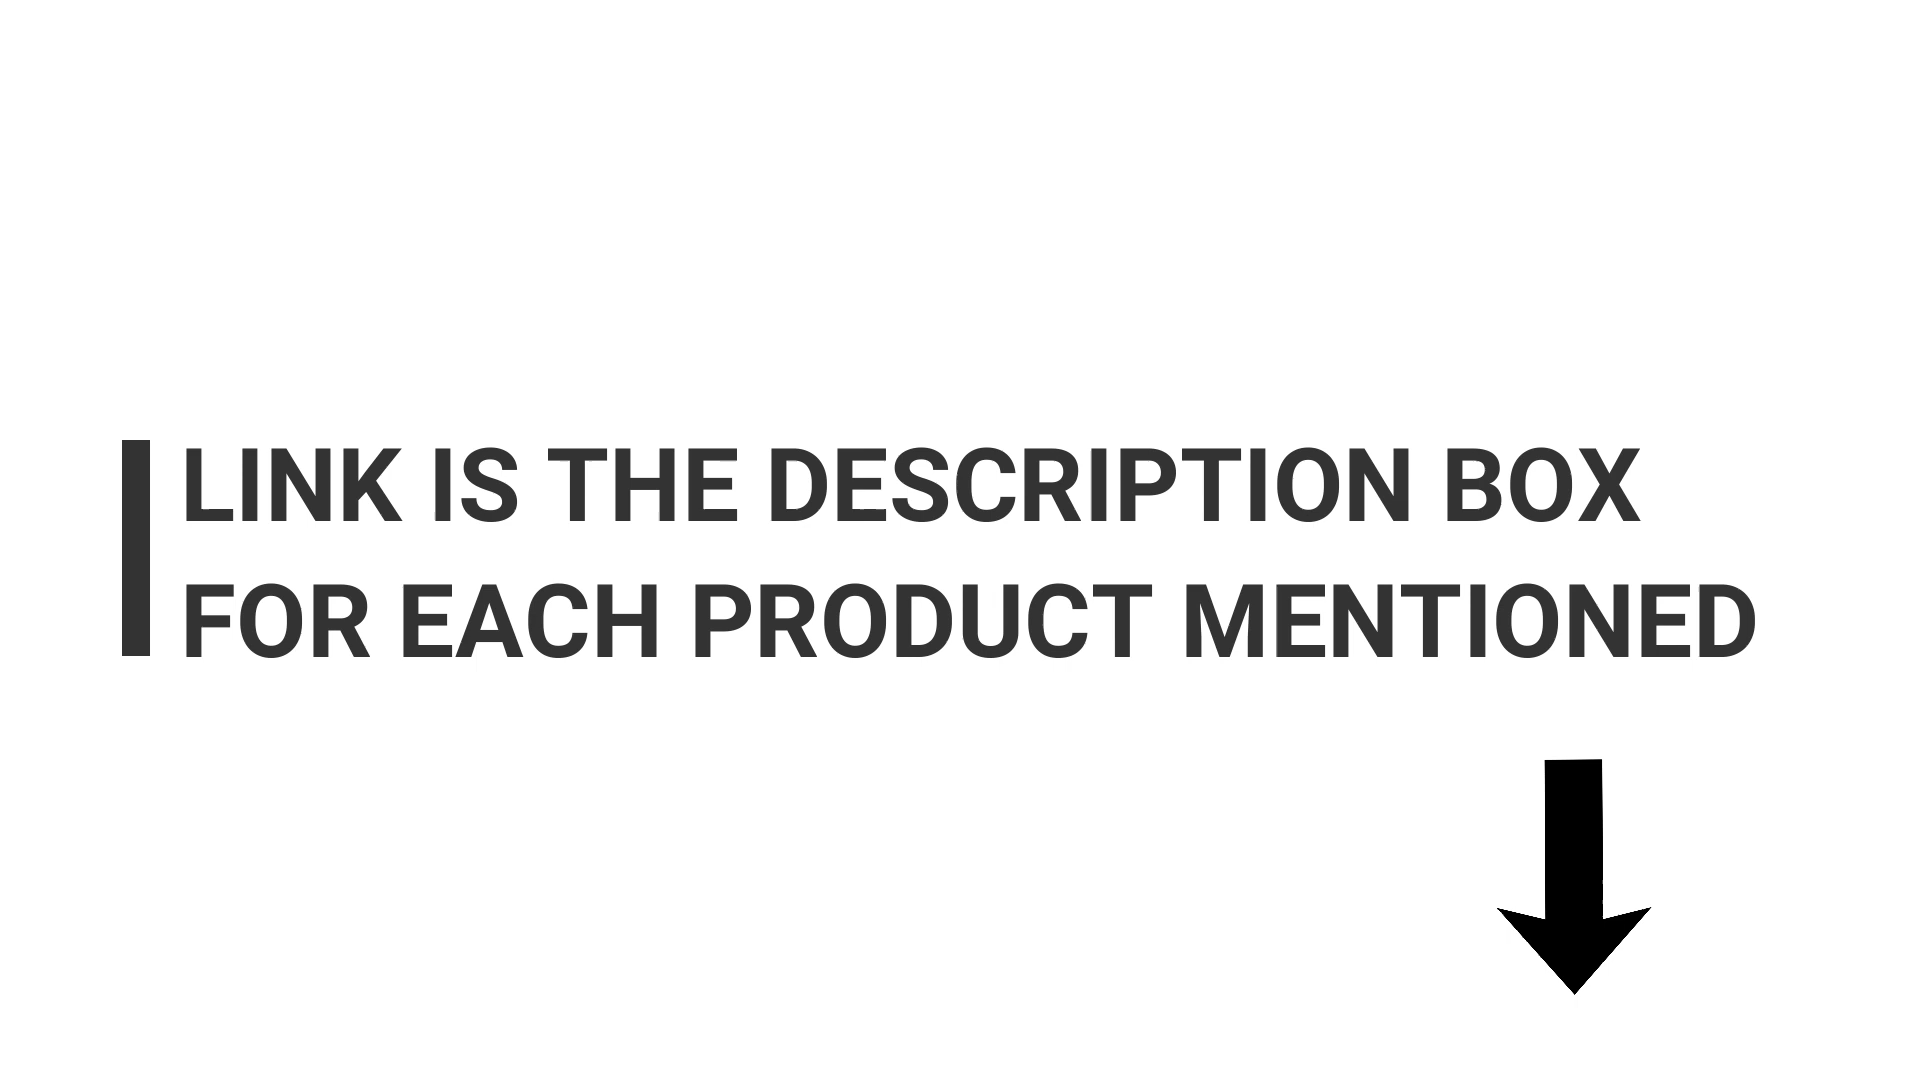 LINK IS THE DESCRIPTION BOX
FOR EACH PRODUCT MENTIONED